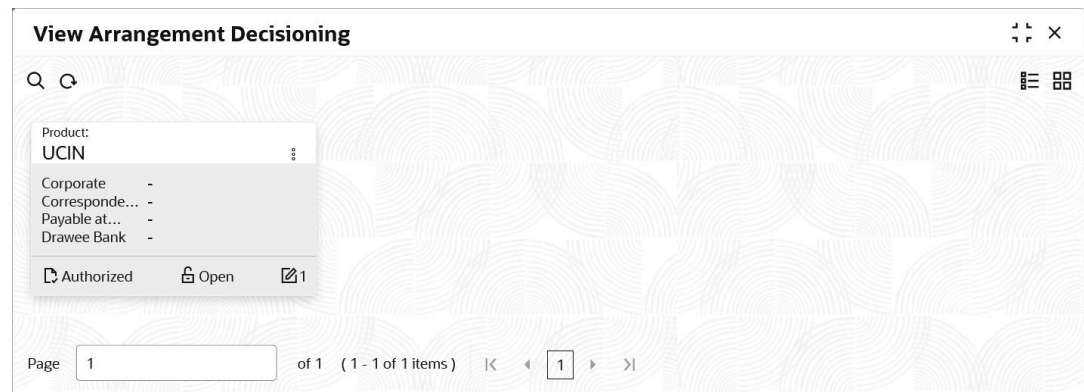 View Arrangement Decisioning
Product:
UCIN
Corporate -
Corresponde... -
Payable at... -
Drawee Bank -
Authorized Open 1
Page 1 of 1 (1 - 1 of 1 items) 1